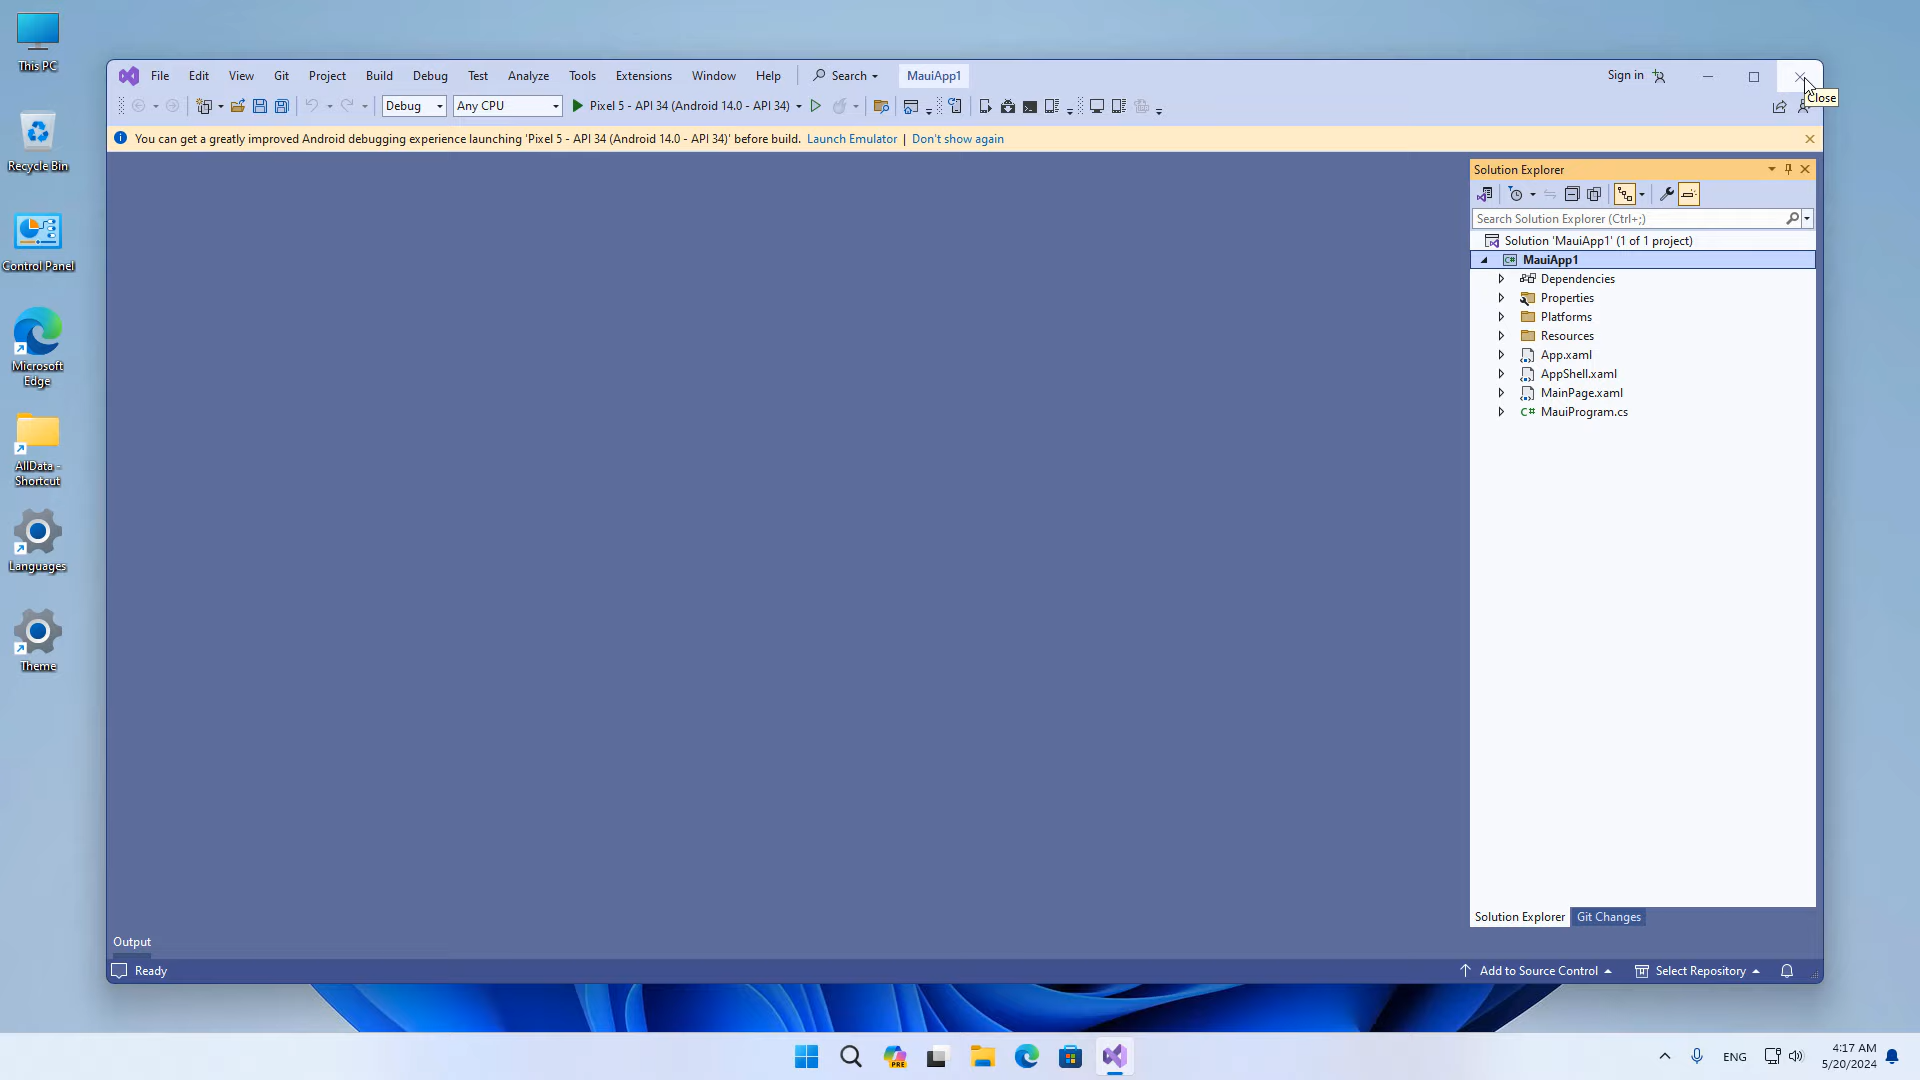 This PC
Recycle Bin
Control Panel
Microsoft
Edge
AllData -
Shortcut
Languages
Theme
File Edit View Git Project Build Debug Test Analyze Tools Extensions Window Help Search MauiApp1 Sign in
Close
Debug Any CPU Pixel 5 - API 34 (Android 14.0 - API 34)
You can get a greatly improved Android debugging experience launching 'Pixel 5 - API 34 (Android 14.0 - API 34)' before build. Launch Emulator | Don't show again
Solution Explorer
Search Solution Explorer (Ctrl+;)
Solution 'MauiApp1' (1 of 1 project)
C# MauiApp1
Dependencies
Properties
Platforms
Resources
App.xaml
AppShell.xaml
MainPage.xaml
C# MauiProgram.cs
Solution Explorer Git Changes
Output
Ready Add to Source Control Select Repository
PRE
ENG
4:17 AM
5/20/2024